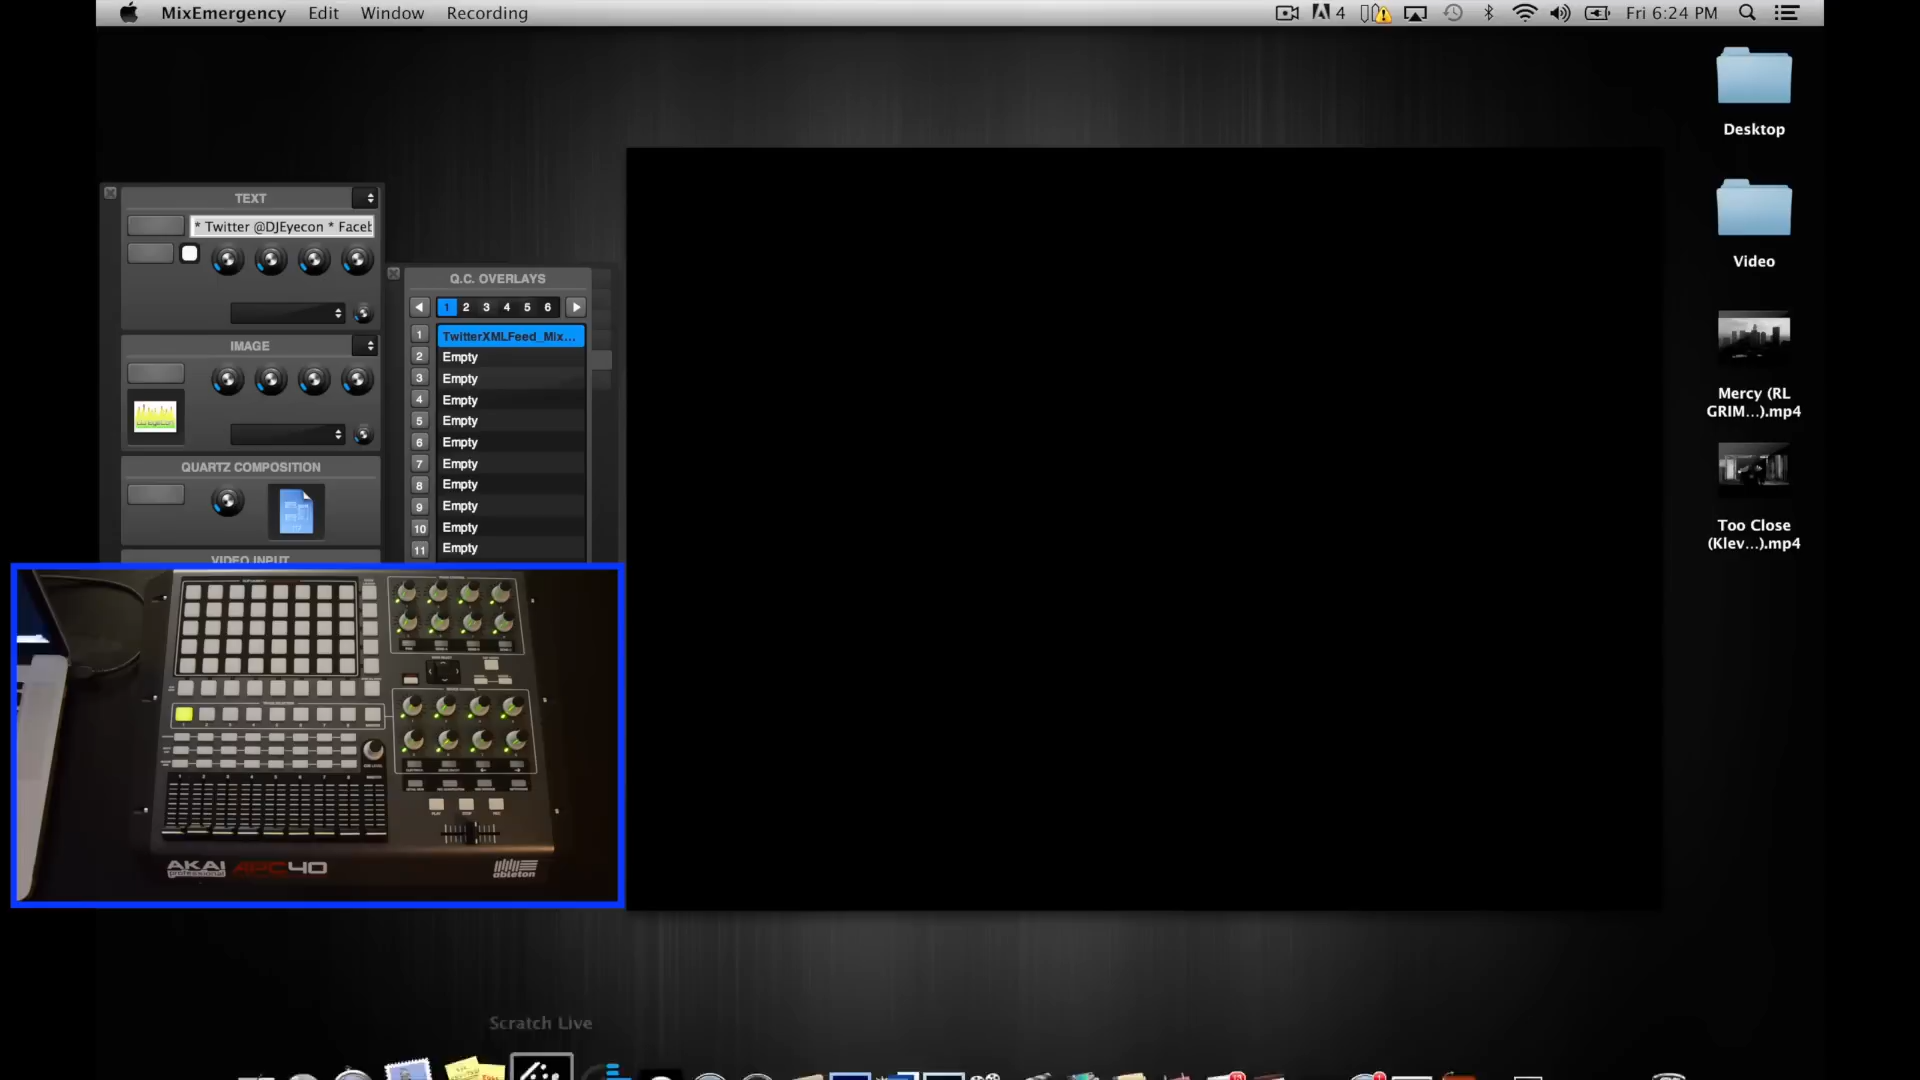 MixEmergency Edit Window Recording
4 Fri 6:24 PM
Desktop
Video
Mercy (RL
GRIM...).mp4
Too Close
(Klev...).mp4
TEXT
* Twitter @DJEyecon * Faceb
IMAGE
QUARTZ COMPOSITION
VIDEO INPUT
Q.C. OVERLAYS
1 2 3 4 5 6
1 TwitterXMLFeed_Mix...
2 Empty
3 Empty
4 Empty
5 Empty
6 Empty
7 Empty
8 Empty
9 Empty
10 Empty
11 Empty
AKAI professional APC40
ableton
Scratch Live